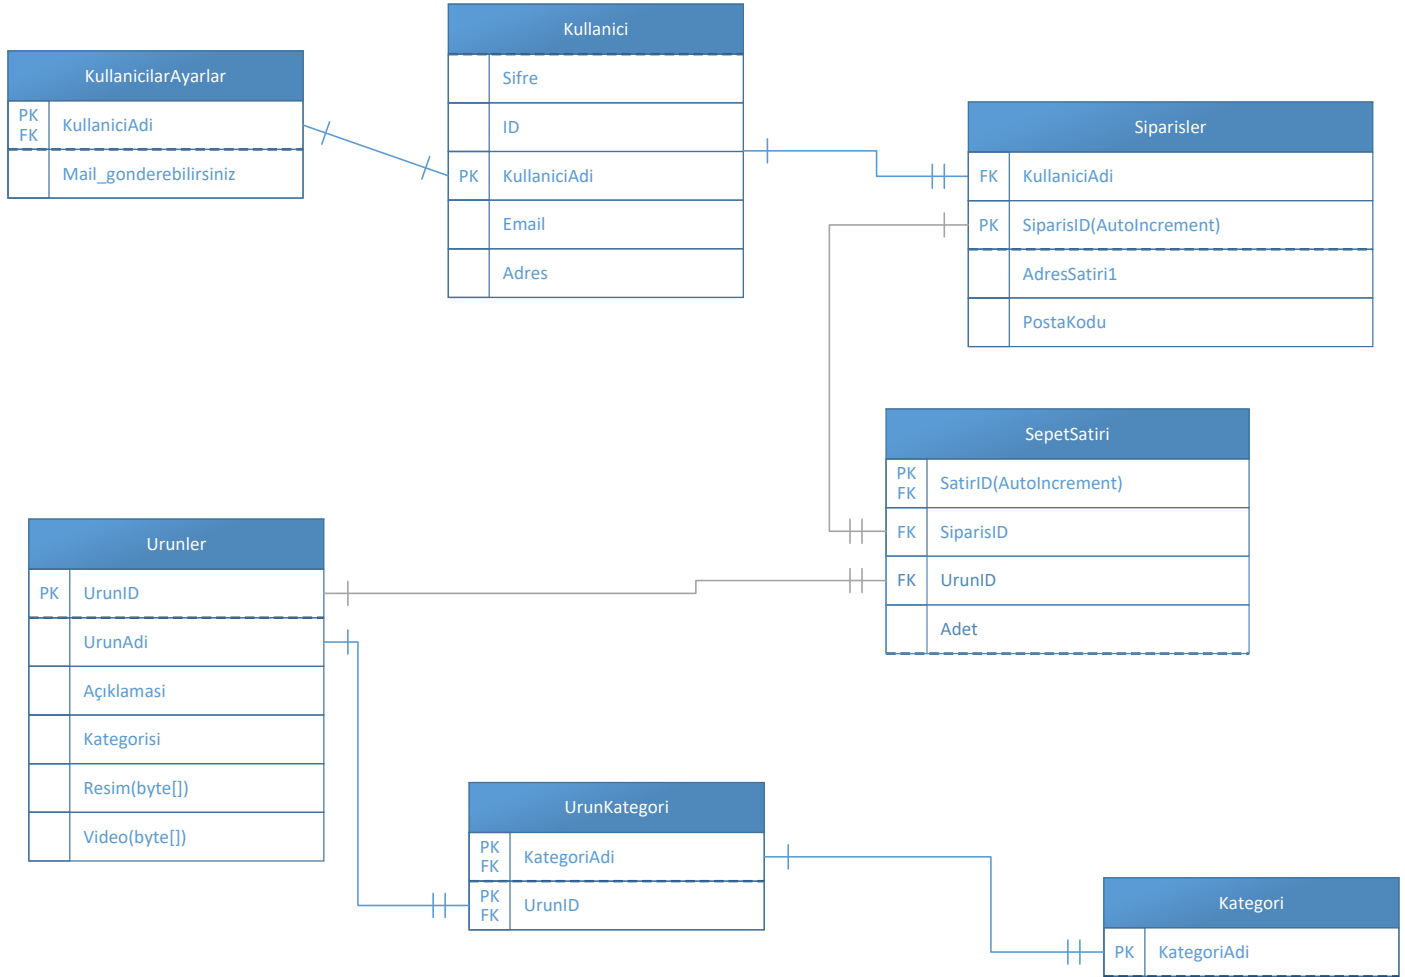 KullanicilarAyarlar
PK
FK
KullaniciAdi
Mail_gonderebilirsiniz
Kullanici
Sifre
ID
PK KullaniciAdi
Email
Adres
Siparisler
FK KullaniciAdi
PK SiparisID(AutoIncrement)
AdresSatiri1
PostaKodu
SepetSatiri
PK
FK
SatirID(AutoIncrement)
FK SiparisID
FK UrunID
Adet
Urunler
PK UrunID
UrunAdi
Açıklamasi
Kategorisi
Resim(byte[])
Video(byte[])
UrunKategori
PK
FK
KategoriAdi
PK
FK
UrunID
Kategori
PK KategoriAdi